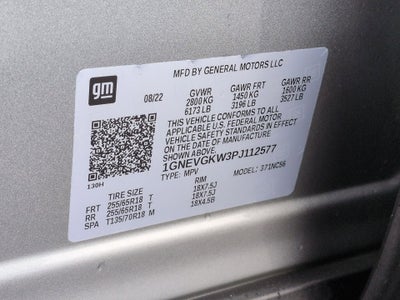 gm
MFD BY GENERAL MOTORS LLC
08/22
GVWR GAWR FRT GAWR RR
2800 KG 1450 KG 1600 KG
6173 LB 3196 LB 3527 LB
THIS VEHICLE CONFORMS TO ALL
APPLICABLE U.S. FEDERAL MOTOR
VEHICLE SAFETY STANDARDS IN EFFECT
ON THE DATE OF MANUFACTURE
SHOWN ABOVE.
1GNEVGKW3PJ112577
TYPE: MPV MODEL: 371NC56
130H
TIRE SIZE RIM
FRT 255/65R18 T 18X7.5J
RR 255/65R18 T 18X7.5J
SPA T135/70R18 M 18X4.5B